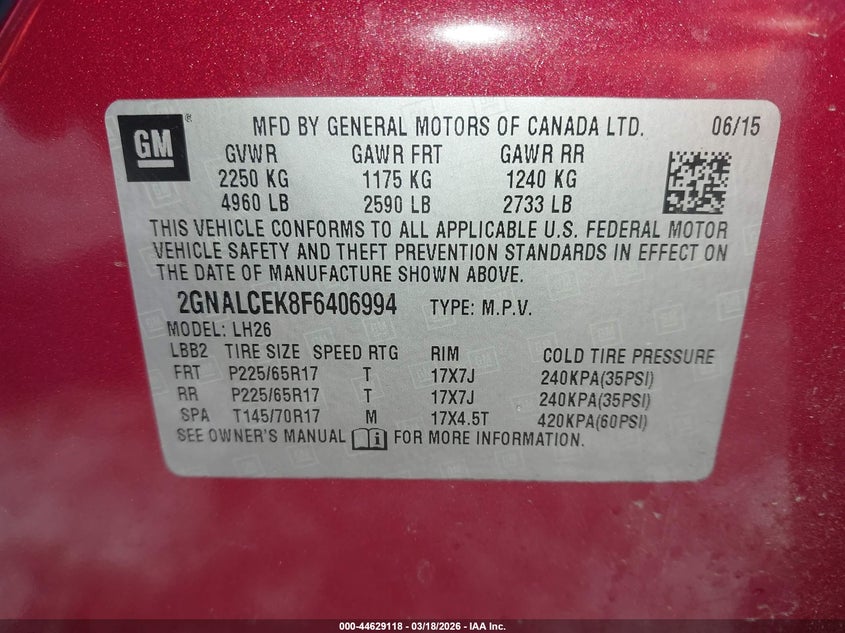 GM ® MFD BY GENERAL MOTORS OF CANADA LTD. 06/15
GVWR GAWR FRT GAWR RR
2250 KG 1175 KG 1240 KG
4960 LB 2590 LB 2733 LB
THIS VEHICLE CONFORMS TO ALL APPLICABLE U.S. FEDERAL MOTOR
VEHICLE SAFETY AND THEFT PREVENTION STANDARDS IN EFFECT ON
THE DATE OF MANUFACTURE SHOWN ABOVE.
2GNALCEK8F6406994 TYPE: M.P.V.
MODEL: LH26
LBB2 TIRE SIZE SPEED RTG RIM COLD TIRE PRESSURE
FRT P225/65R17 T 17X7J 240KPA(35PSI)
RR P225/65R17 T 17X7J 240KPA(35PSI)
SPA T145/70R17 M 17X4.5T 420KPA(60PSI)
SEE OWNER'S MANUAL FOR MORE INFORMATION.
000-44629118 - 03/18/2026 - IAA Inc.